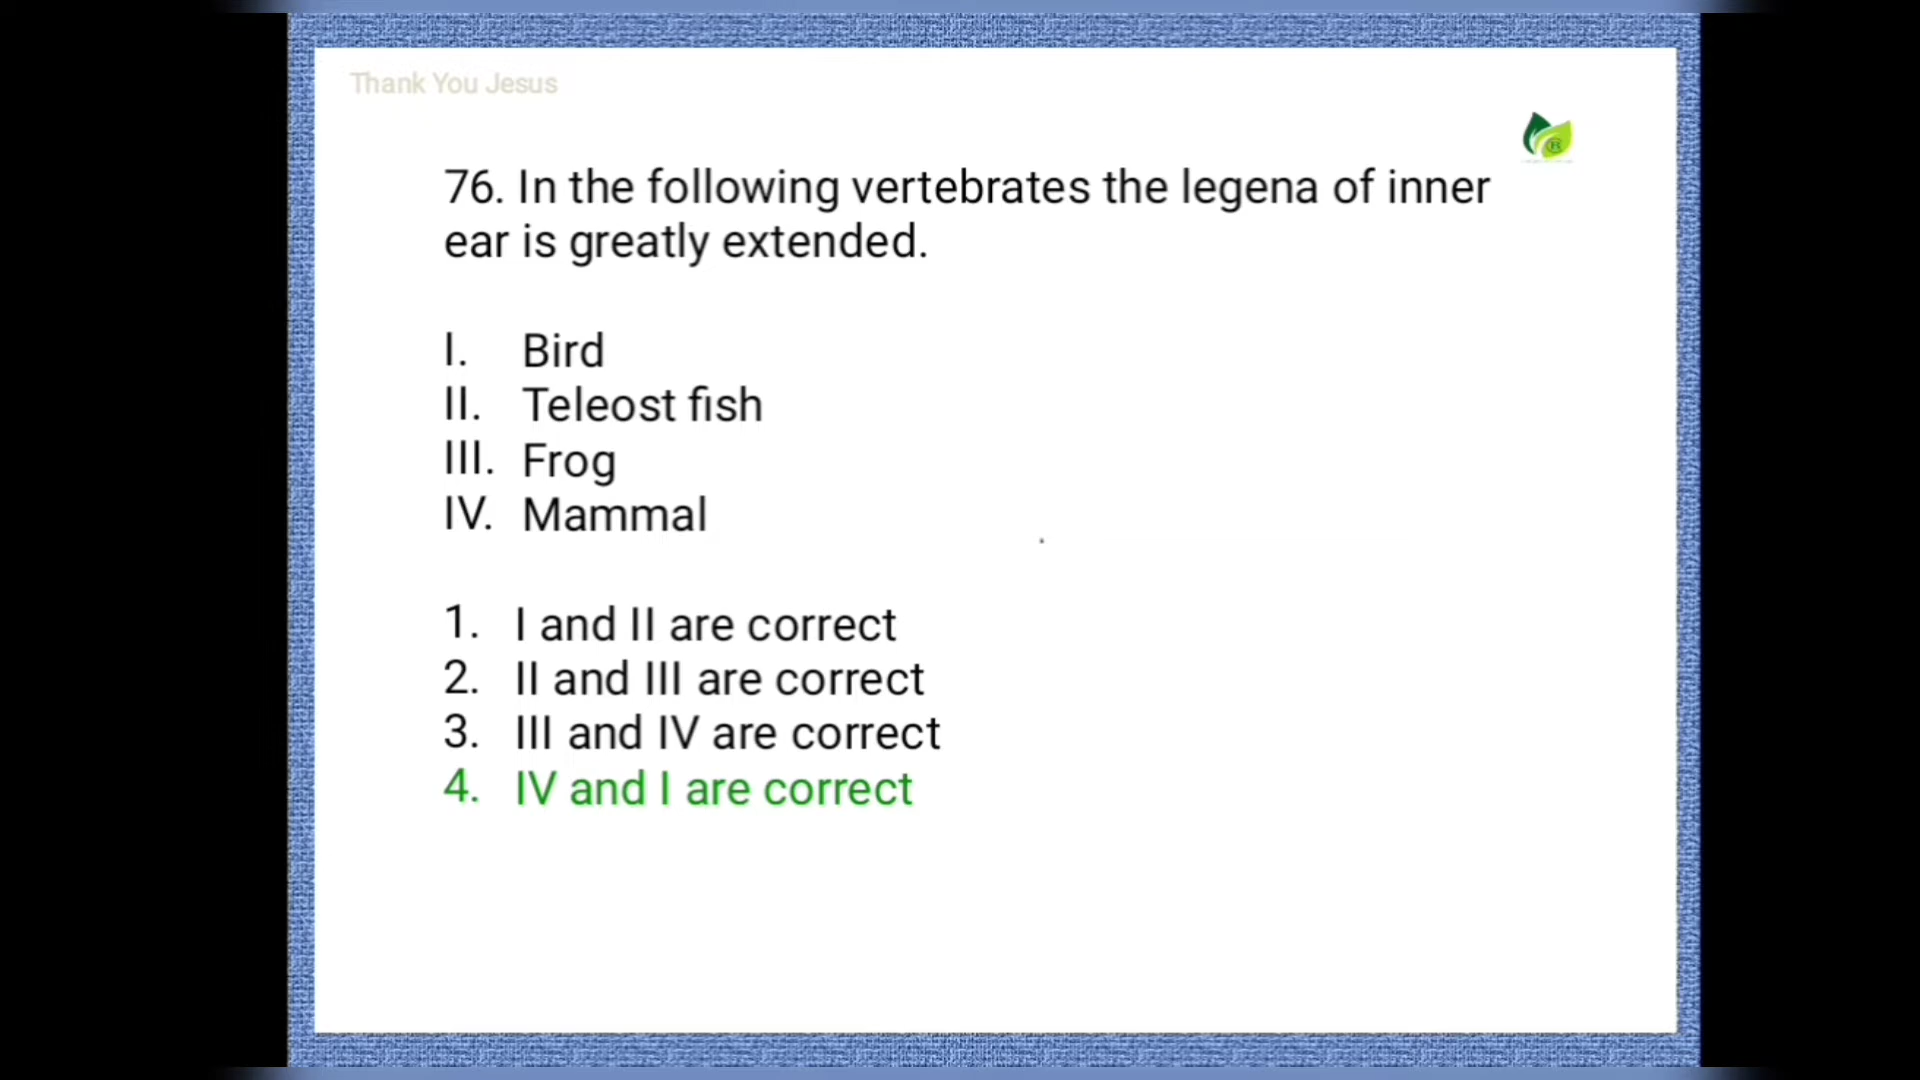 Thank You Jesus
76. In the following vertebrates the legena of inner
ear is greatly extended.
I. Bird
II. Teleost fish
III. Frog
IV. Mammal
1. I and II are correct
2. II and III are correct
3. III and IV are correct
4. IV and I are correct